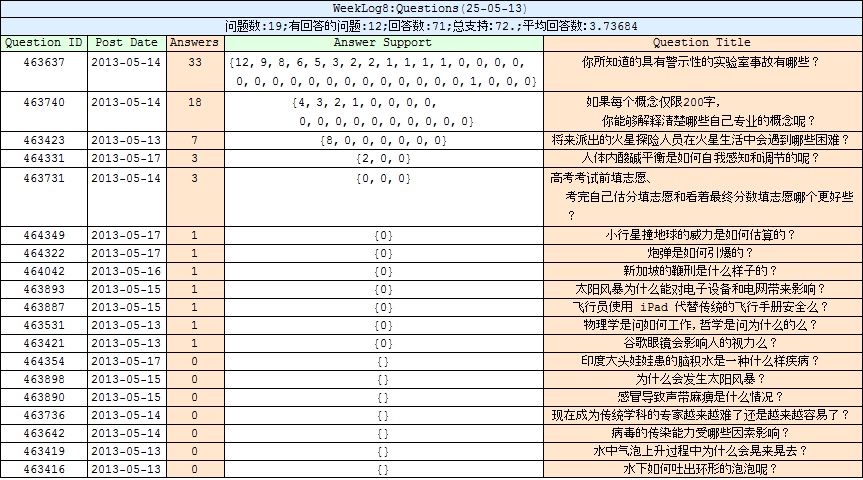 WeekLog8:Questions(25-05-13)
问题数:19;有回答的问题:12;回答数:71;总支持:72.;平均回答数:3.73684
Question ID Post Date Answers Answer Support Question Title
463637 2013-05-14 33 {12, 9, 8, 6, 5, 3, 2, 2, 1, 1, 1, 1, 0, 0, 0, 0, 你所知道的具有警示性的实验室事故有哪些？
0, 0, 0, 0, 0, 0, 0, 0, 0, 0, 0, 0, 0, 1, 0, 0, 0}
463740 2013-05-14 18 {4, 3, 2, 1, 0, 0, 0, 0, 如果每个概念仅限200字，
0, 0, 0, 0, 0, 0, 0, 0, 0, 0} 你能够解释清楚哪些自己专业的概念呢？
463423 2013-05-13 7 {8, 0, 0, 0, 0, 0, 0} 将来派出的火星探险人员在火星生活中会遇到哪些困难？
464331 2013-05-17 3 {2, 0, 0} 人体内酸碱平衡是如何自我感知和调节的呢？
463731 2013-05-14 3 {0, 0, 0} 高考考试前填志愿、
考完自己估分填志愿和看着最终分数填志愿哪个更好些
？
464349 2013-05-17 1 {0} 小行星撞地球的威力是如何估算的？
464322 2013-05-17 1 {0} 炮弹是如何引爆的？
464042 2013-05-16 1 {0} 新加坡的鞭刑是什么样子的？
463893 2013-05-15 1 {0} 太阳风暴为什么能对电子设备和电网带来影响？
463887 2013-05-15 1 {0} 飞行员使用 iPad 代替传统的飞行手册安全么？
463531 2013-05-13 1 {0} 物理学是问如何工作，哲学是问为什么的么？
463421 2013-05-13 1 {0} 谷歌眼镜会影响人的视力么？
464354 2013-05-17 0 {} 印度大头娃娃患的脑积水是一种什么样疾病？
463898 2013-05-15 0 {} 为什么会发生太阳风暴？
463890 2013-05-15 0 {} 感冒导致声带麻痹是什么情况？
463736 2013-05-14 0 {} 现在成为传统学科的专家越来越难了还是越来越容易了？
463642 2013-05-14 0 {} 病毒的传染能力受哪些因素影响？
463419 2013-05-13 0 {} 水中气泡上升过程中为什么会晃来晃去？
463416 2013-05-13 0 {} 水下如何吐出环形的泡泡呢？